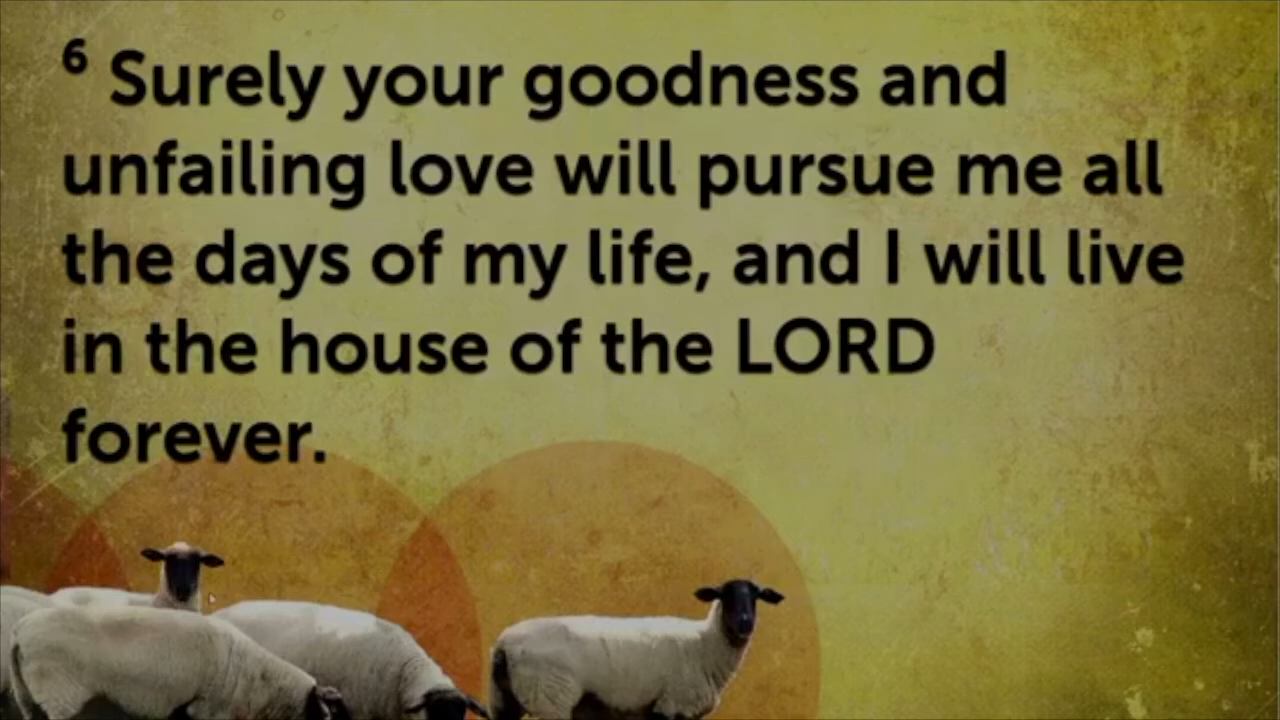 ⁶ Surely your goodness and
unfailing love will pursue me all
the days of my life, and I will live
in the house of the LORD
forever.